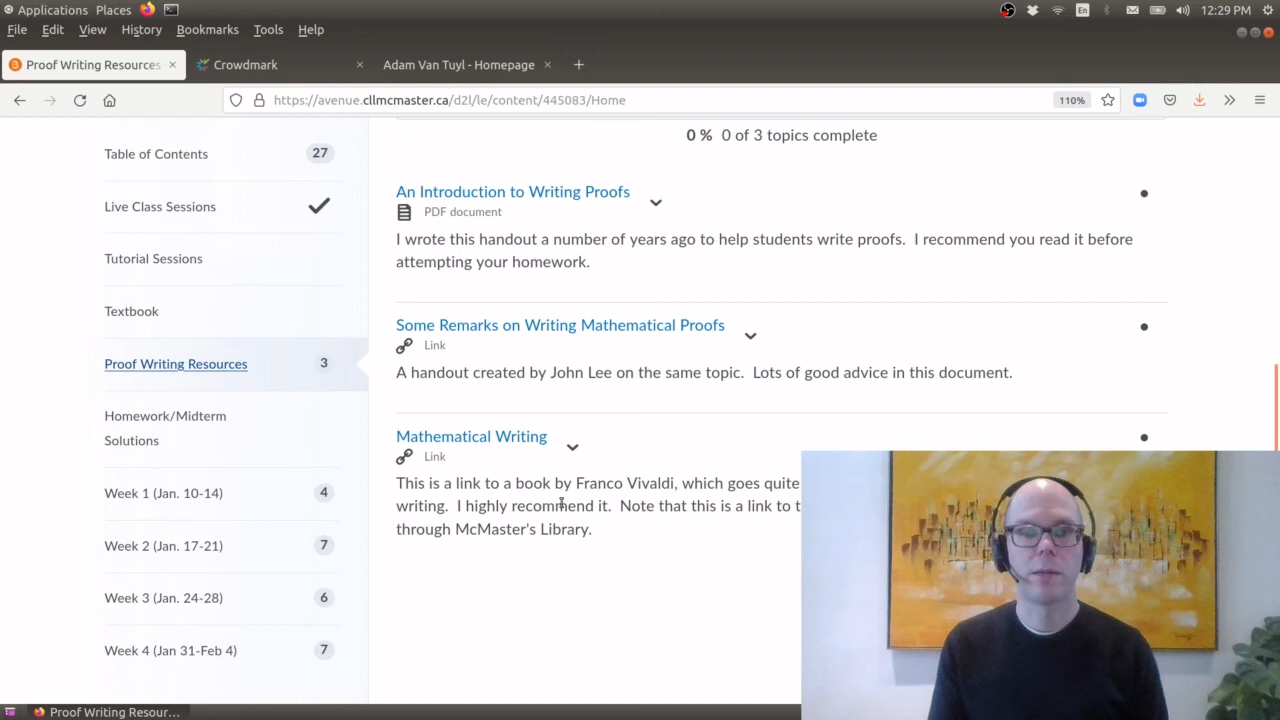 Applications Places En 12:29 PM
File Edit View History Bookmarks Tools Help
Proof Writing Resources × Crowdmark × Adam Van Tuyl - Homepage × +
https://avenue.cllmcmaster.ca/d2l/le/content/445083/Home 110%
0 % 0 of 3 topics complete
Table of Contents 27
Live Class Sessions
Tutorial Sessions
Textbook
Proof Writing Resources 3
Homework/Midterm
Solutions
Week 1 (Jan. 10-14) 4
Week 2 (Jan. 17-21) 7
Week 3 (Jan. 24-28) 6
Week 4 (Jan 31-Feb 4) 7
An Introduction to Writing Proofs
PDF document
I wrote this handout a number of years ago to help students write proofs. I recommend you read it before
attempting your homework.
Some Remarks on Writing Mathematical Proofs
Link
A handout created by John Lee on the same topic. Lots of good advice in this document.
Mathematical Writing
Link
This is a link to a book by Franco Vivaldi, which goes quite
writing. I highly recommend it. Note that this is a link to t
through McMaster's Library.
Proof Writing Resour...